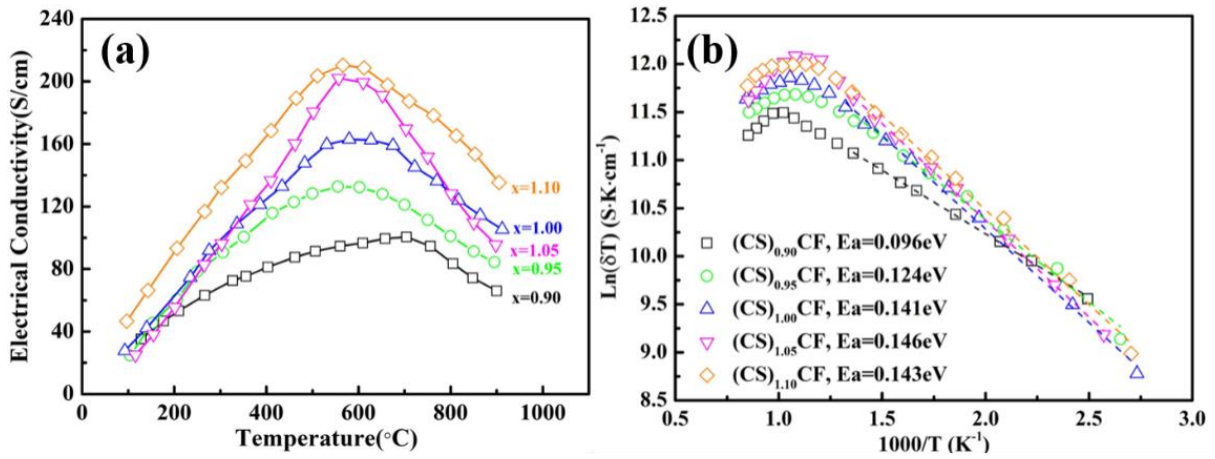 (a)
Electrical Conductivity(S/cm)
240
200
160
120
80
40
0
x=1.10
x=1.00
x=1.05
x=0.95
x=0.90
0 200 400 600 800 1000
Temperature(°C)
(b)
Ln(δT) (S·K·cm⁻¹)
12.5
12.0
11.5
11.0
10.5
10.0
9.5
9.0
8.5
(CS)₀.₉₀CF, Ea=0.096eV
(CS)₀.₉₅CF, Ea=0.124eV
(CS)₁.₀₀CF, Ea=0.141eV
(CS)₁.₀₅CF, Ea=0.146eV
(CS)₁.₁₀CF, Ea=0.143eV
0.5 1.0 1.5 2.0 2.5 3.0
1000/T (K⁻¹)